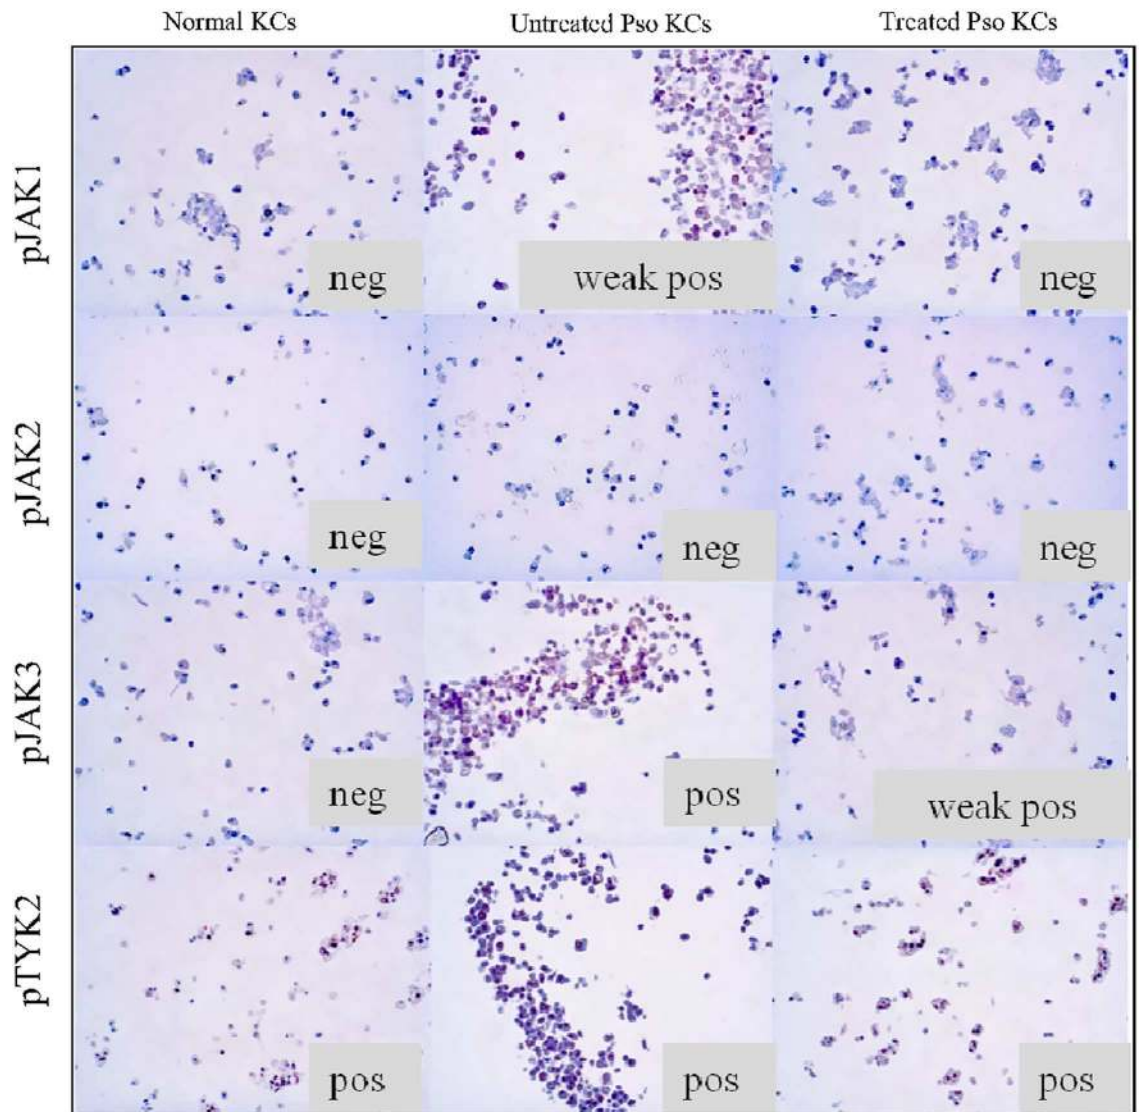 Normal KCs
Untreated Pso KCs
Treated Pso KCs
pJAK1
neg
weak pos
neg
pJAK2
neg
neg
neg
pJAK3
neg
pos
weak pos
pTYK2
pos
pos
pos